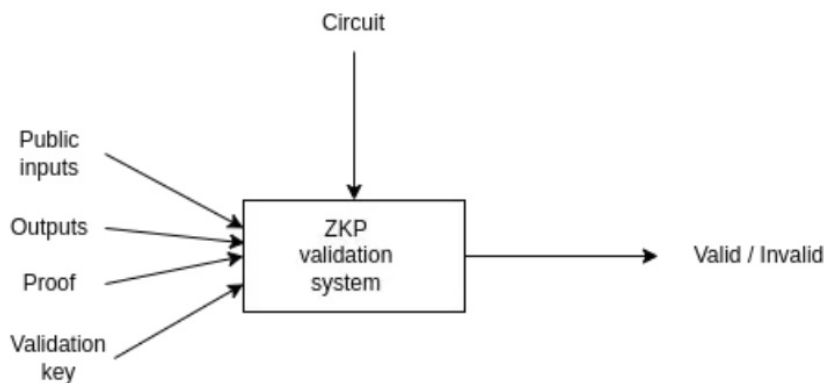 Circuit
Public
inputs
Outputs
Proof
Validation
key
ZKP
validation
system
Valid / Invalid